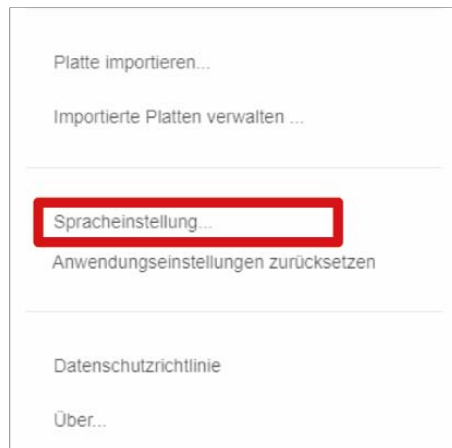 Platte importieren...
Importierte Platten verwalten ...
Spracheinstellung...
Anwendungseinstellungen zurücksetzen
Datenschutzrichtlinie
Über...